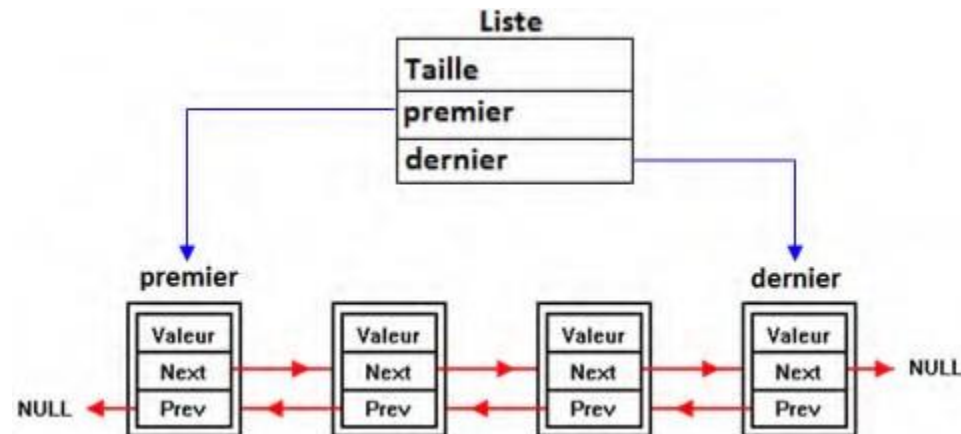 Liste
Taille
premier
dernier
premier dernier
Valeur Valeur Valeur Valeur
Next Next Next Next NULL
NULL Prev Prev Prev Prev